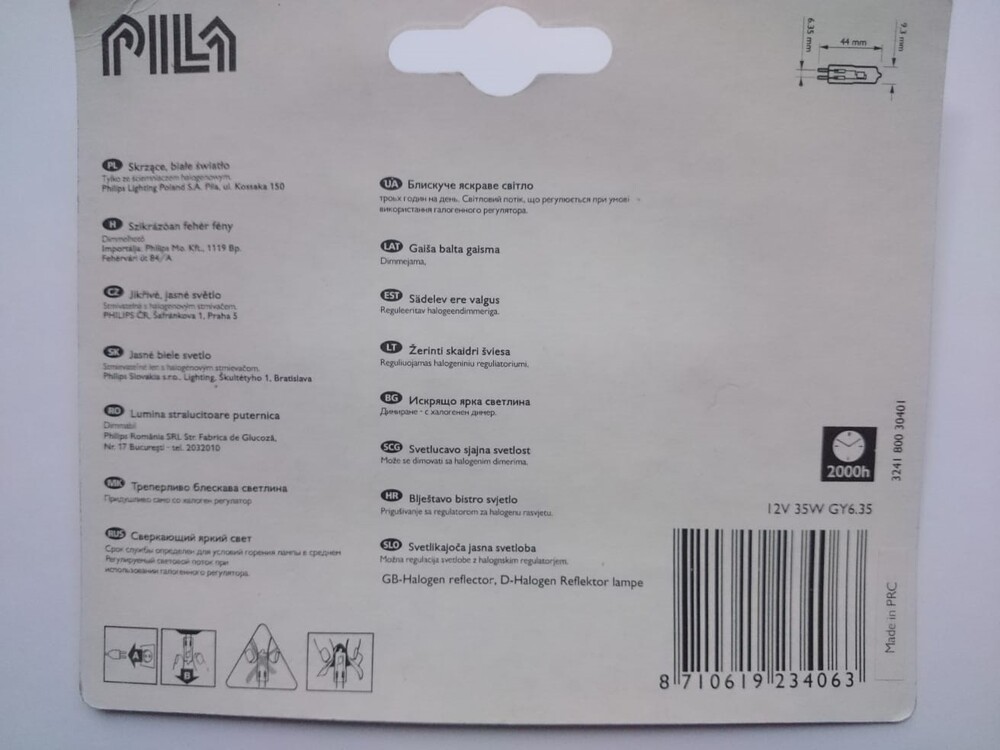 PILA
6.35 mm
44 mm
9.3 mm
PL Skrzące, białe światło
Tylko ze ściemniaczem halogenowym.
Philips Lighting Poland S.A. Piła, ul. Kossaka 150
H Szikrázóan fehér fény
Dimmelhető
Importálja: Philips Mo. Kft., 1119 Bp.
Fehérvári út 84/A
CZ Jikřivé, jasné světlo
Stmívatelné s halogenovým stmívačem,
PHILIPS ČR, Šafránkova 1, Praha 5
SK Jasné biele svetlo
s halogenovým stmievačom,
Philips Slovakia s.r.o., Lighting, Škultétyho 1, Bratislava
RO Lumina stralucitoare puternica
Dimmabil
Philips România SRL Str. Fabrica de Glucoză,
Nr. 17 Bucureşti - tel. 2032010
MK Треперливо блескава светлина
Придушливо само со халоген регулатор
RUS Сверкающий яркий свет
Срок службы определен для условий горения лампы в среднем
Регулируемый световой поток при
использовании галогенного регулятора.
UA Блискуче яскраве світло
трьох годин на день. Світловий потік, що регулюється при умові
використання галогенного регулятора.
LAT Gaiša balta gaisma
Dimmejama,
EST Sädelev ere valgus
Reguleeritav halogeendimmeriga.
LT Žerinti skaidri šviesa
Reguliuojamas halogeniniu reguliatoriumi.
BG Искрящо ярка светлина
Димиране - с халогенен димер.
SCG Svetlucavo sjajna svetlost
Može se dimovati sa halogenim dimerima.
HR Blještavo bistro svjetlo
Prigušivanje sa regulatorom za halogenu rasvjetu.
SLO Svetlikajoča jasna svetloba
Možna regulacija svetlobe z halognskim regulatorjem.
GB-Halogen reflector, D-Halogen Reflektor lampe
A
B
2000h
3241 800 30401
12V 35W GY6.35
Made in PRC
8 710619 234063